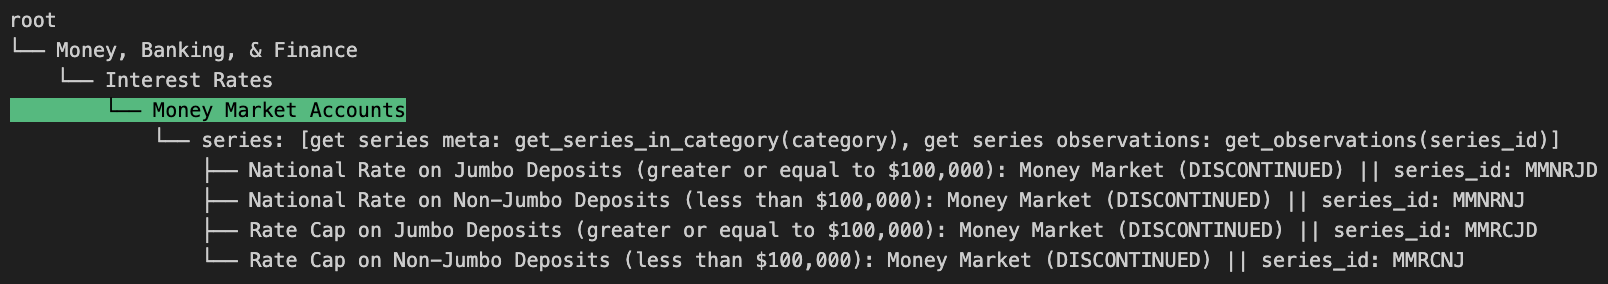 root
└── Money, Banking, & Finance
    └── Interest Rates
        └── Money Market Accounts
            └── series: [get series meta: get_series_in_category(category), get series observations: get_observations(series_id)]
                ├── National Rate on Jumbo Deposits (greater or equal to $100,000): Money Market (DISCONTINUED) || series_id: MMNRJD
                ├── National Rate on Non-Jumbo Deposits (less than $100,000): Money Market (DISCONTINUED) || series_id: MMNRNJ
                ├── Rate Cap on Jumbo Deposits (greater or equal to $100,000): Money Market (DISCONTINUED) || series_id: MMRCJD
                └── Rate Cap on Non-Jumbo Deposits (less than $100,000): Money Market (DISCONTINUED) || series_id: MMRCNJ